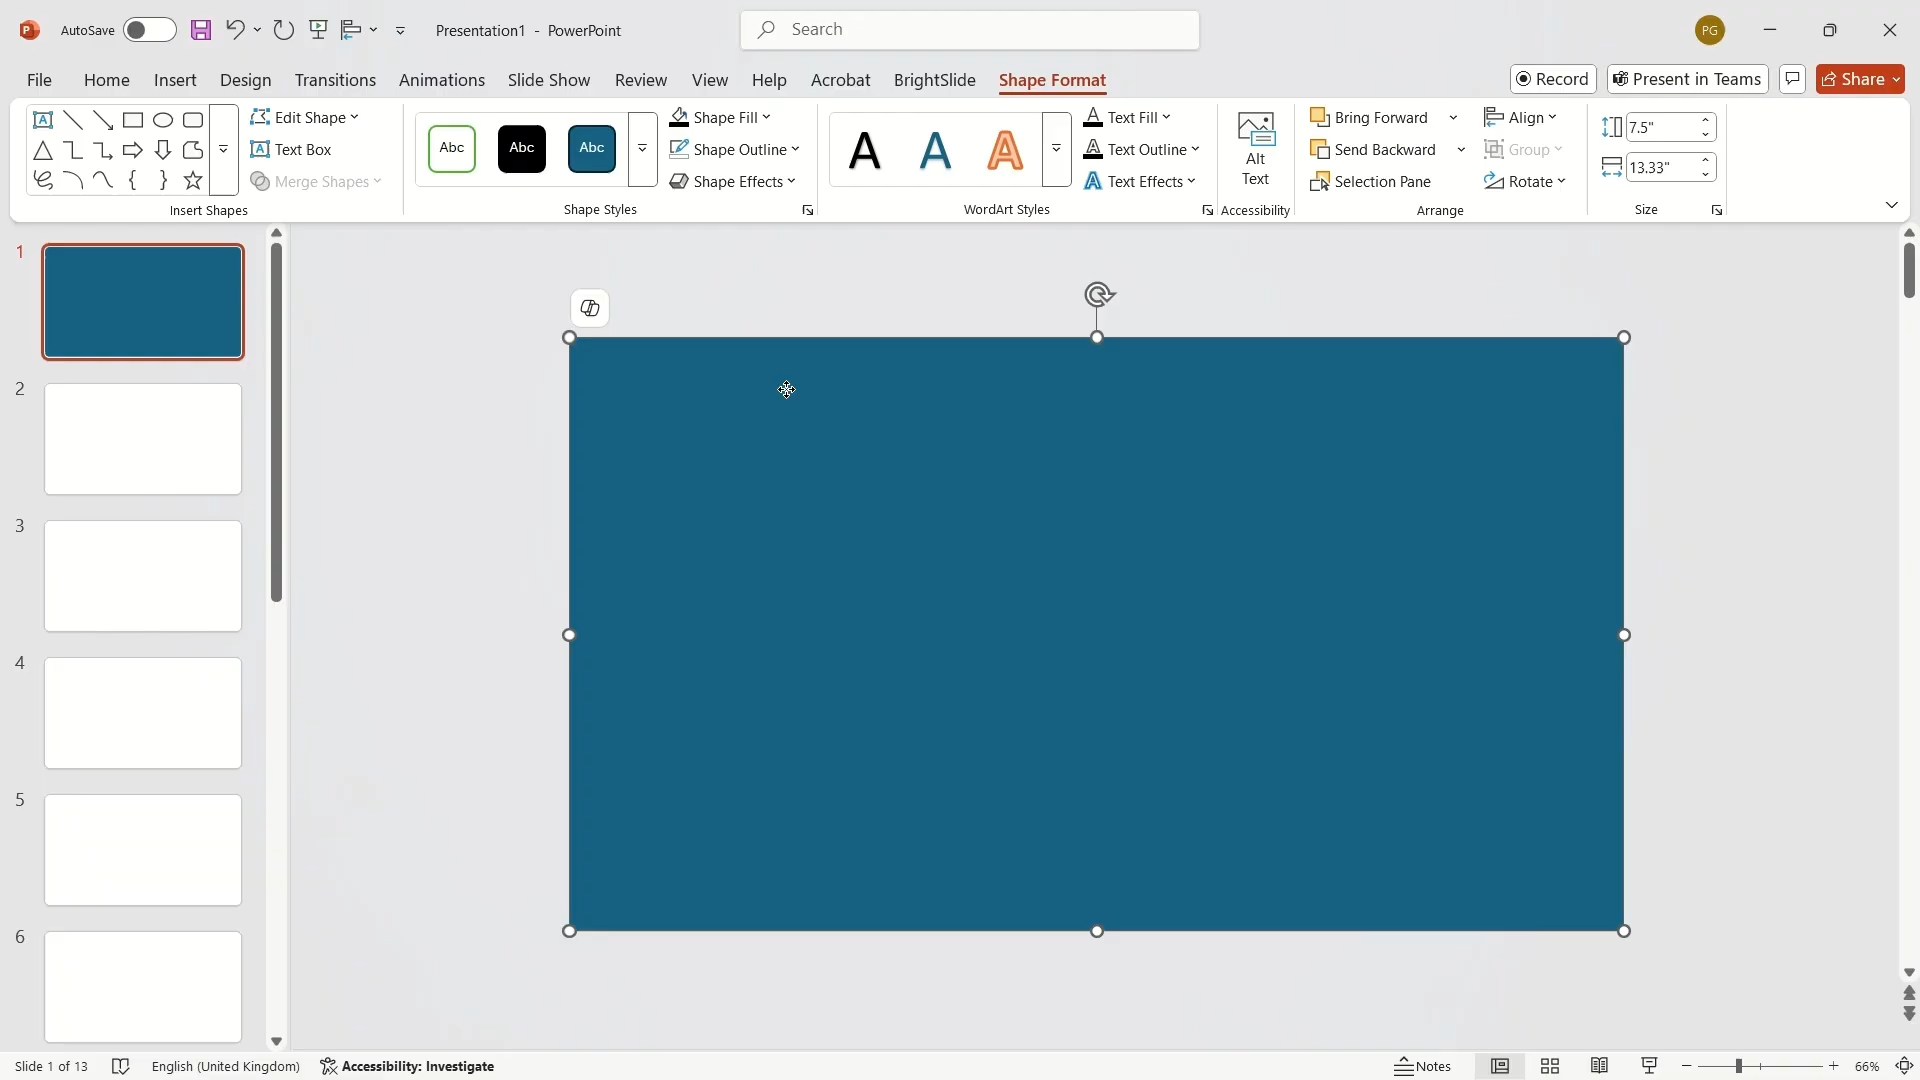 AutoSave
Presentation1 - PowerPoint
Search
PG
File Home Insert Design Transitions Animations Slide Show Review View Help Acrobat BrightSlide Shape Format
Record
Present in Teams
Share
Edit Shape
Text Box
Merge Shapes
Insert Shapes
Abc Abc Abc
Shape Fill
Shape Outline
Shape Effects
Shape Styles
A A A
Text Fill
Text Outline
Text Effects
WordArt Styles
Alt
Text
Accessibility
Bring Forward
Send Backward
Selection Pane
Align
Group
Rotate
Arrange
7.5"
13.33"
Size
1
2
3
4
5
6
Slide 1 of 13
English (United Kingdom)
Accessibility: Investigate
Notes
66%